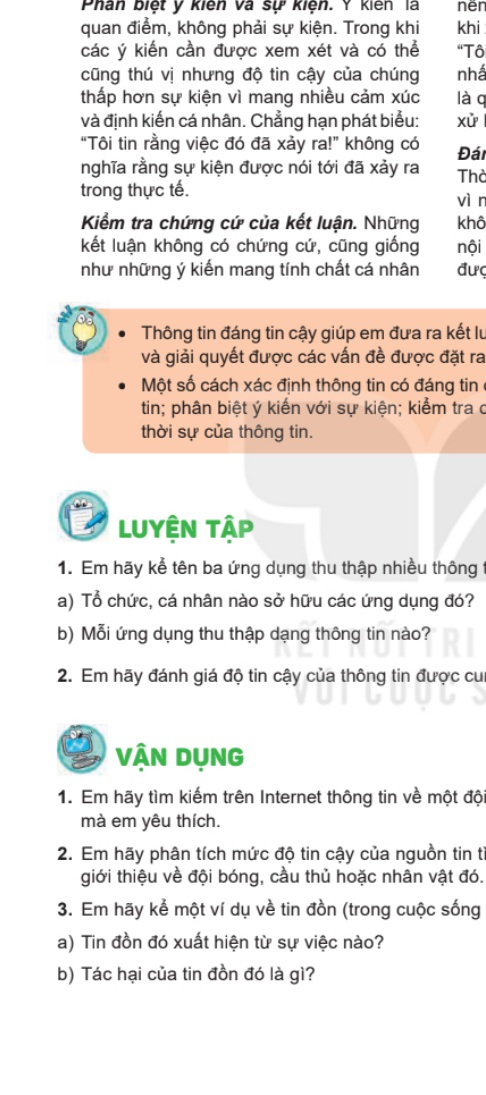 Phân biệt ý kiến và sự kiện. Ý kiến là
quan điểm, không phải sự kiện. Trong khi
các ý kiến cần được xem xét và có thể
cũng thú vị nhưng độ tin cậy của chúng
thấp hơn sự kiện vì mang nhiều cảm xúc
và định kiến cá nhân. Chẳng hạn phát biểu:
“Tôi tin rằng việc đó đã xảy ra!” không có
nghĩa rằng sự kiện được nói tới đã xảy ra
trong thực tế.
Kiểm tra chứng cứ của kết luận. Những
kết luận không có chứng cứ, cũng giống
như những ý kiến mang tính chất cá nhân
nên
khi
“Tôi
là
xử
vì
nội
• Thông tin đáng tin cậy giúp em đưa ra kết
và giải quyết được các vấn đề được đặt ra
• Một số cách xác định thông tin có đáng tin
tin; phân biệt ý kiến với sự kiện; kiểm tra
thời sự của thông tin.
LUYỆN TẬP
1. Em hãy kể tên ba ứng dụng thu thập nhiều thông
a) Tổ chức, cá nhân nào sở hữu các ứng dụng đó?
b) Mỗi ứng dụng thu thập dạng thông tin nào?
KẾT NỐI TRI
2. Em hãy đánh giá độ tin cậy của thông tin được
VỚI CUỘC S
VẬN DỤNG
1. Em hãy tìm kiếm trên Internet thông tin về một đội
mà em yêu thích.
2. Em hãy phân tích mức độ tin cậy của nguồn tin
giới thiệu về đội bóng, cầu thủ hoặc nhân vật đó.
3. Em hãy kể một ví dụ về tin đồn (trong cuộc sống
a) Tin đồn đó xuất hiện từ sự việc nào?
b) Tác hại của tin đồn đó là gì?